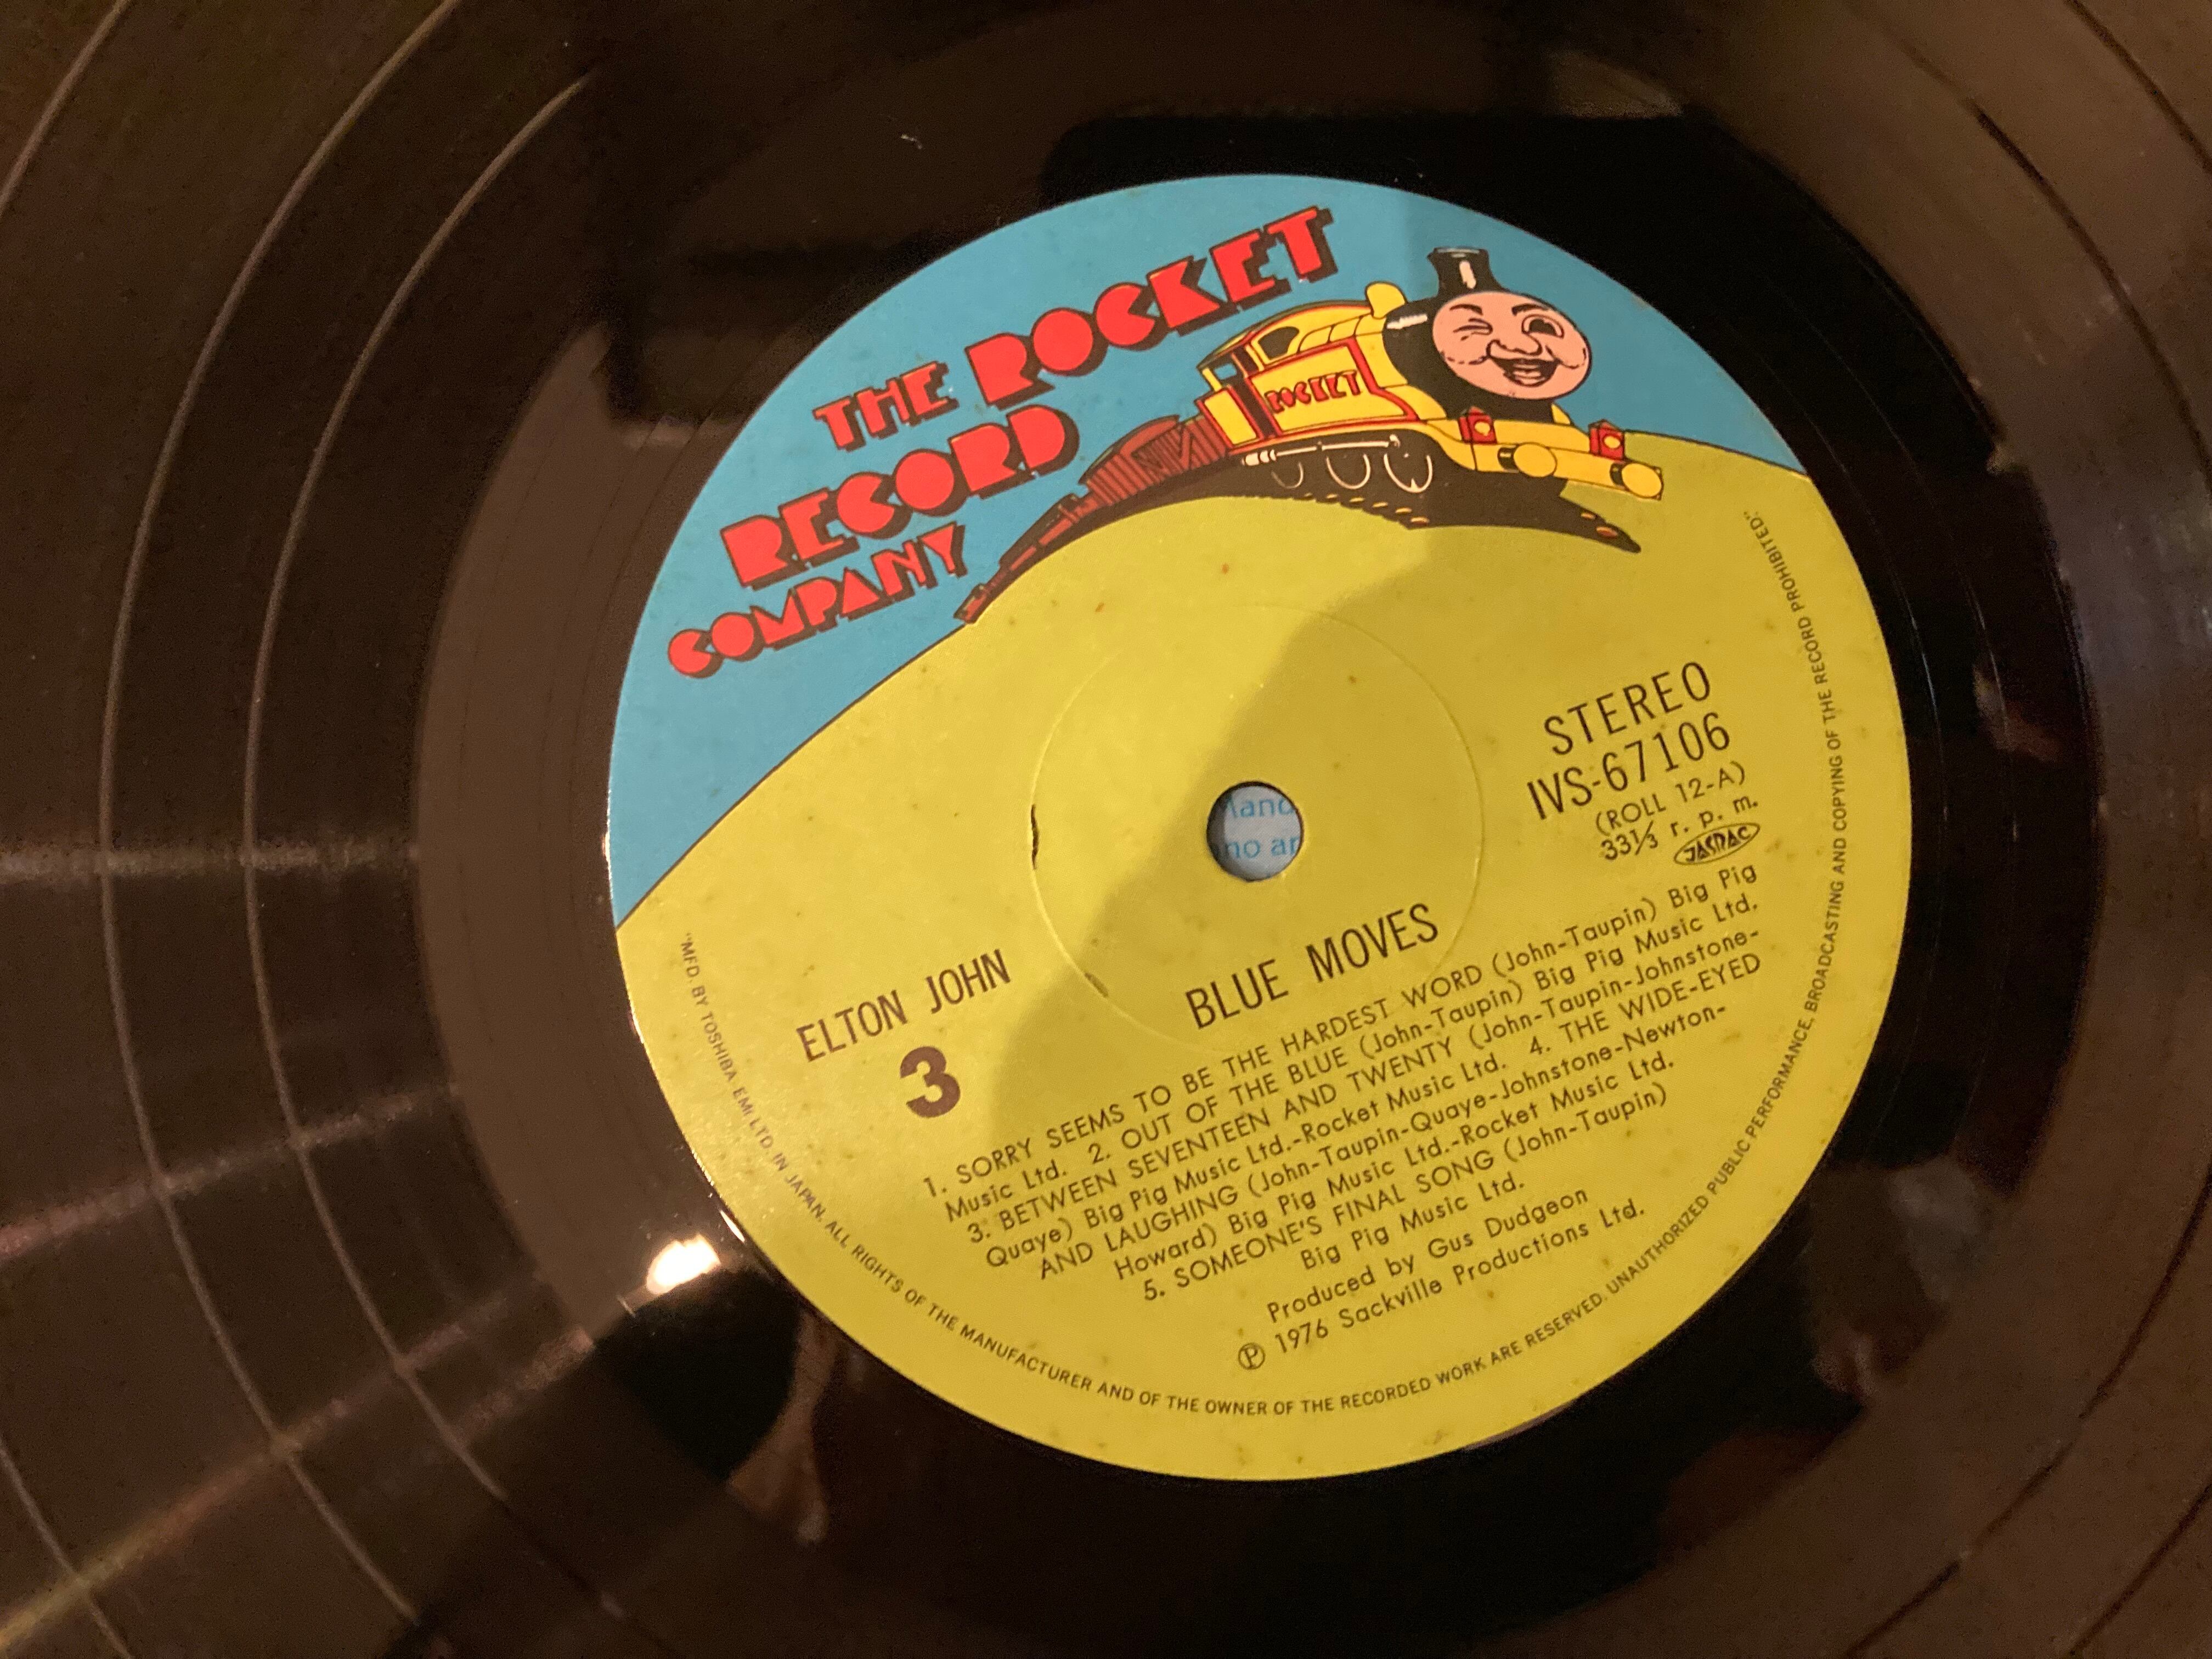 THE ROCKET
RECORD
COMPANY
ROCKET
STEREO
IVS-67106
(ROLL 12-A)
33⅓ r. p. m.
JASRAC
land
no ar
ELTON JOHN
3
BLUE MOVES
1. SORRY SEEMS TO BE THE HARDEST WORD (John-Taupin) Big Pig
Music Ltd. 2. OUT OF THE BLUE (John-Taupin) Big Pig Music Ltd.
3. BETWEEN SEVENTEEN AND TWENTY (John-Taupin-Johnstone-
Quaye) Big Pig Music Ltd.-Rocket Music Ltd. 4. THE WIDE-EYED
AND LAUGHING (John-Taupin-Quaye-Johnstone-Newton-
Howard) Big Pig Music Ltd.-Rocket Music Ltd.
5. SOMEONE'S FINAL SONG (John-Taupin)
Big Pig Music Ltd.
Produced by Gus Dudgeon
Ⓟ 1976 Sackville Productions Ltd.
"MFD. BY TOSHIBA EMI LTD. IN JAPAN. ALL RIGHTS OF THE MANUFACTURER AND OF THE OWNER OF THE RECORDED WORK ARE RESERVED. UNAUTHORIZED PUBLIC PERFORMANCE, BROADCASTING AND COPYING OF THE RECORD PROHIBITED."